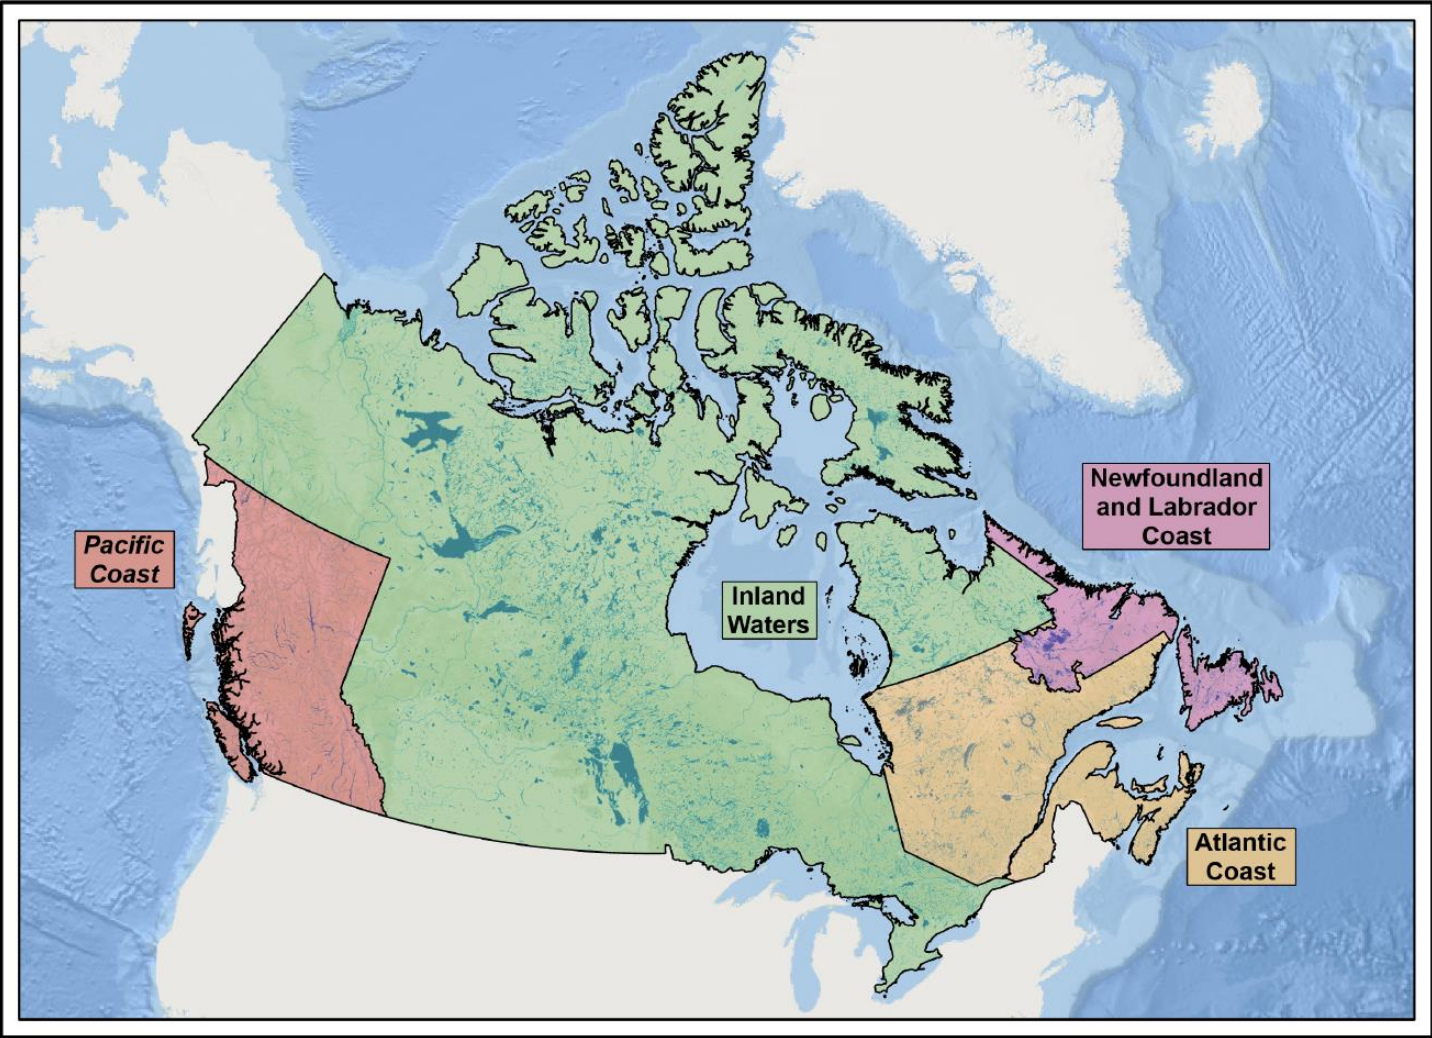 Newfoundland
and Labrador
Coast
Pacific
Coast
Inland
Waters
Atlantic
Coast